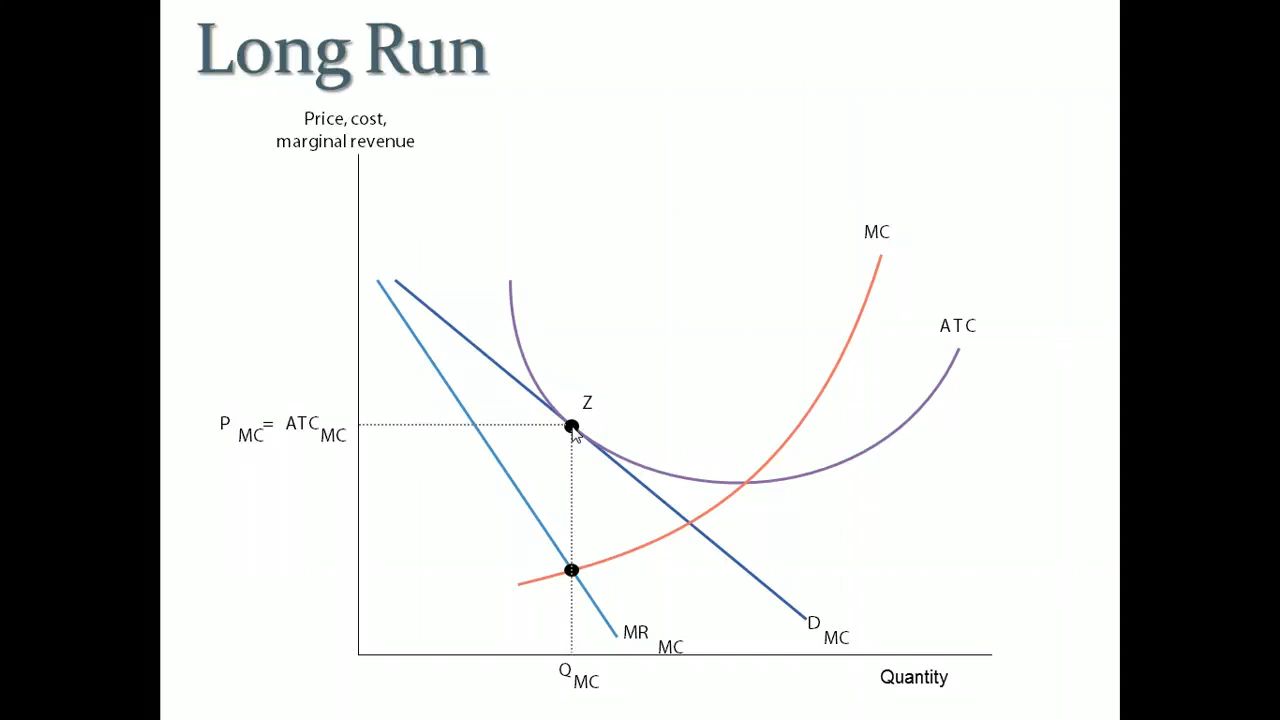 Long Run
Price, cost,
marginal revenue
MC
ATC
Z
P MC = ATC MC
MR MC
D MC
Q MC
Quantity